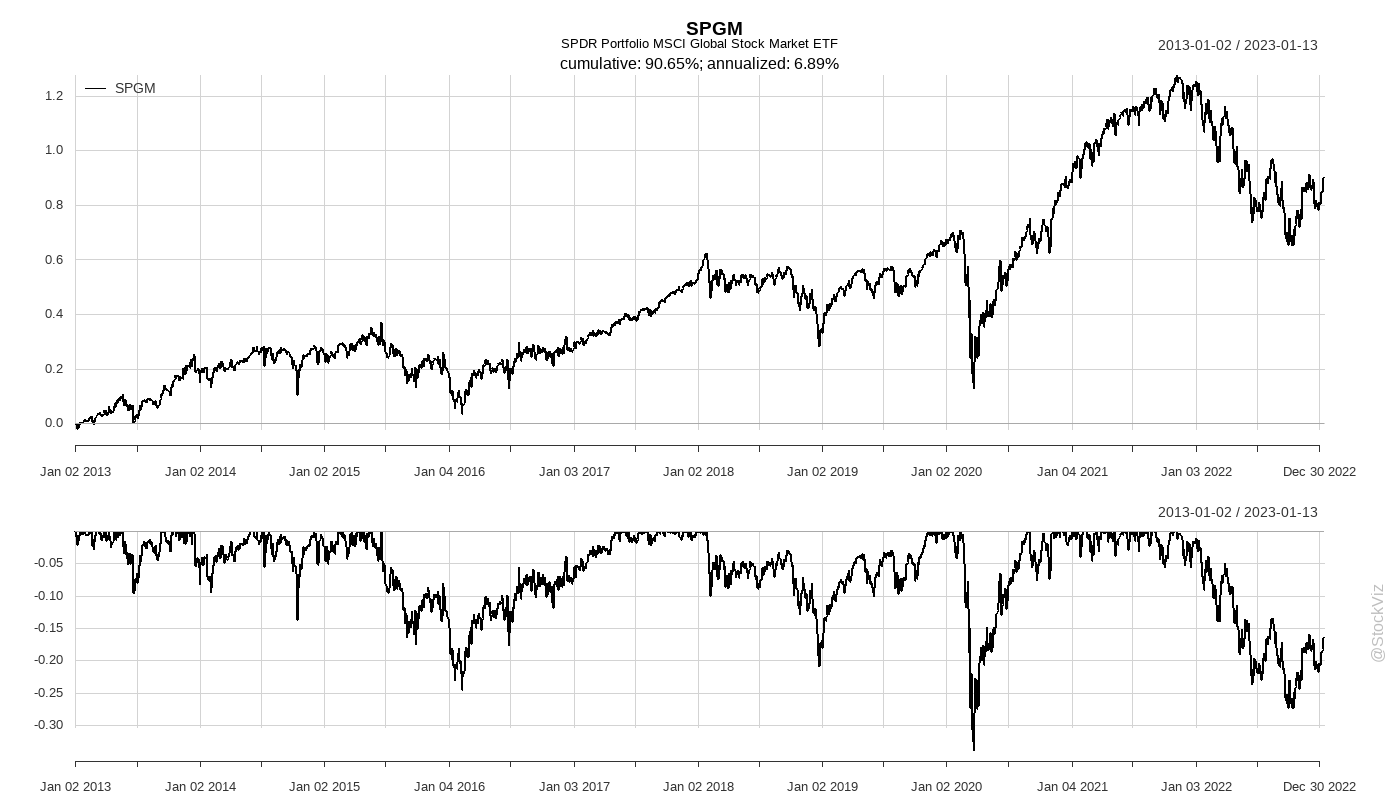 SPGM
SPDR Portfolio MSCI Global Stock Market ETF
2013-01-02 / 2023-01-13
cumulative: 90.65%; annualized: 6.89%
SPGM
1.2
1.0
0.8
0.6
0.4
0.2
0.0
Jan 02 2013 Jan 02 2014 Jan 02 2015 Jan 04 2016 Jan 03 2017 Jan 02 2018 Jan 02 2019 Jan 02 2020 Jan 04 2021 Jan 03 2022 Dec 30 2022
2013-01-02 / 2023-01-13
-0.05
-0.10
-0.15
-0.20
-0.25
-0.30
Jan 02 2013 Jan 02 2014 Jan 02 2015 Jan 04 2016 Jan 03 2017 Jan 02 2018 Jan 02 2019 Jan 02 2020 Jan 04 2021 Jan 03 2022 Dec 30 2022
@StockViz